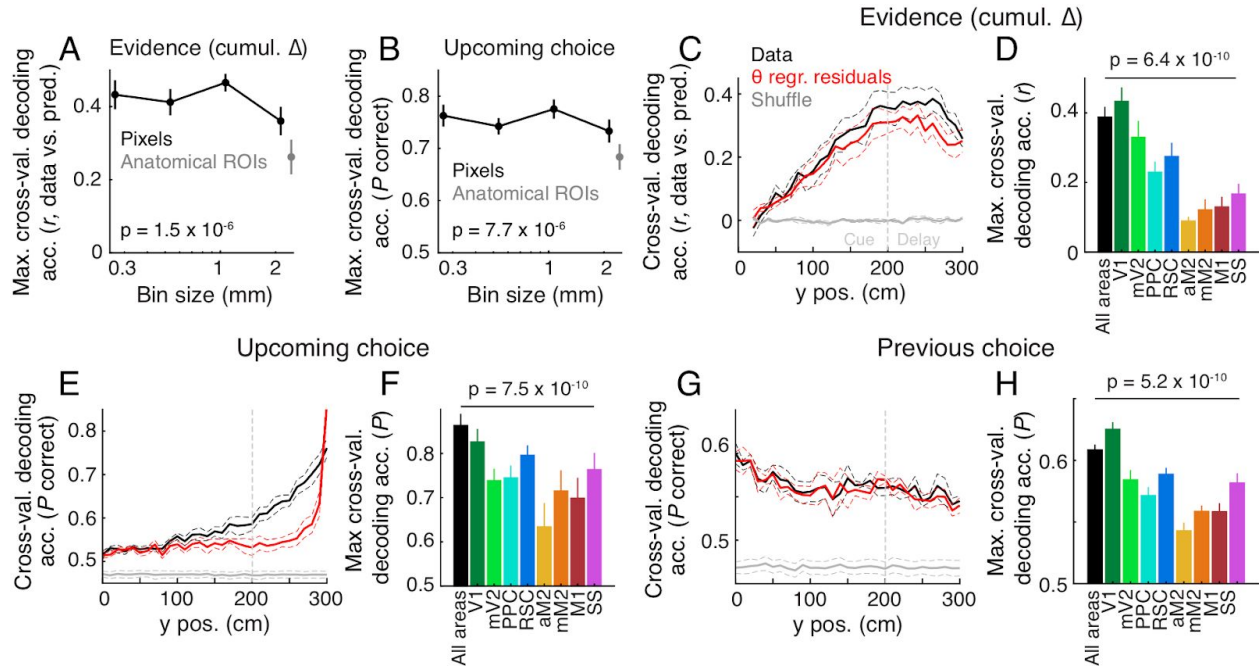 A
Evidence (cumul. Δ)
Max. cross-val. decoding
acc. (r, data vs. pred.)
0.4
0.2
0
Pixels
Anatomical ROIs
p = 1.5 x 10-6
0.3
1
2
Bin size (mm)
B
Upcoming choice
Max. cross-val. decoding
acc. (P correct)
0.8
0.7
0.6
0.5
Pixels
Anatomical ROIs
p = 7.7 x 10-6
0.3
1
2
Bin size (mm)
Evidence (cumul. Δ)
C
Cross-val. decoding
acc. (r, data vs. pred.)
Data
θ regr. residuals
Shuffle
0.4
0.2
0
Cue
Delay
0
100
200
300
y pos. (cm)
D
p = 6.4 x 10-10
Max. cross-val.
decoding acc. (r)
0.4
0.2
0
All areas
V1
mV2
PPC
RSC
aM2
mM2
M1
SS
Upcoming choice
E
Cross-val. decoding
acc. (P correct)
0.8
0.7
0.6
0.5
0
100
200
300
y pos. (cm)
F
p = 7.5 x 10-10
Max cross-val.
decoding acc. (P)
0.8
0.7
0.6
0.5
All areas
V1
mV2
PPC
RSC
aM2
mM2
M1
SS
Previous choice
G
Cross-val. decoding
acc. (P correct)
0.6
0.5
0
100
200
300
y pos. (cm)
H
p = 5.2 x 10-10
Max. cross-val.
decoding acc. (P)
0.6
0.5
All areas
V1
mV2
PPC
RSC
aM2
mM2
M1
SS